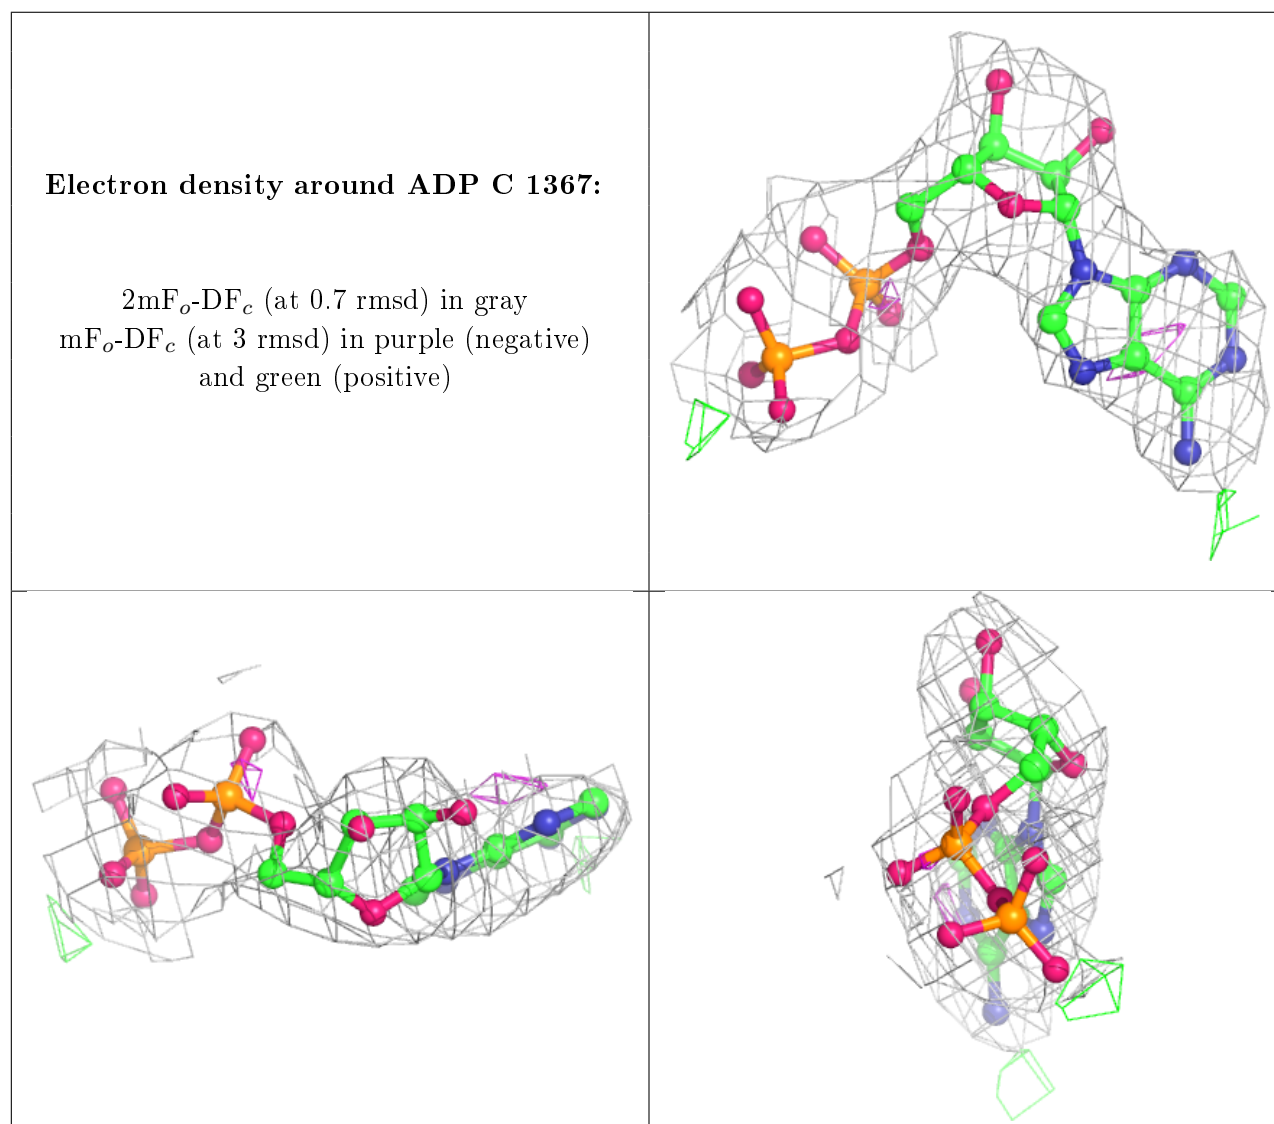 Electron density around ADP C 1367:
2mFo-DFc (at 0.7 rmsd) in gray
mFo-DFc (at 3 rmsd) in purple (negative)
and green (positive)